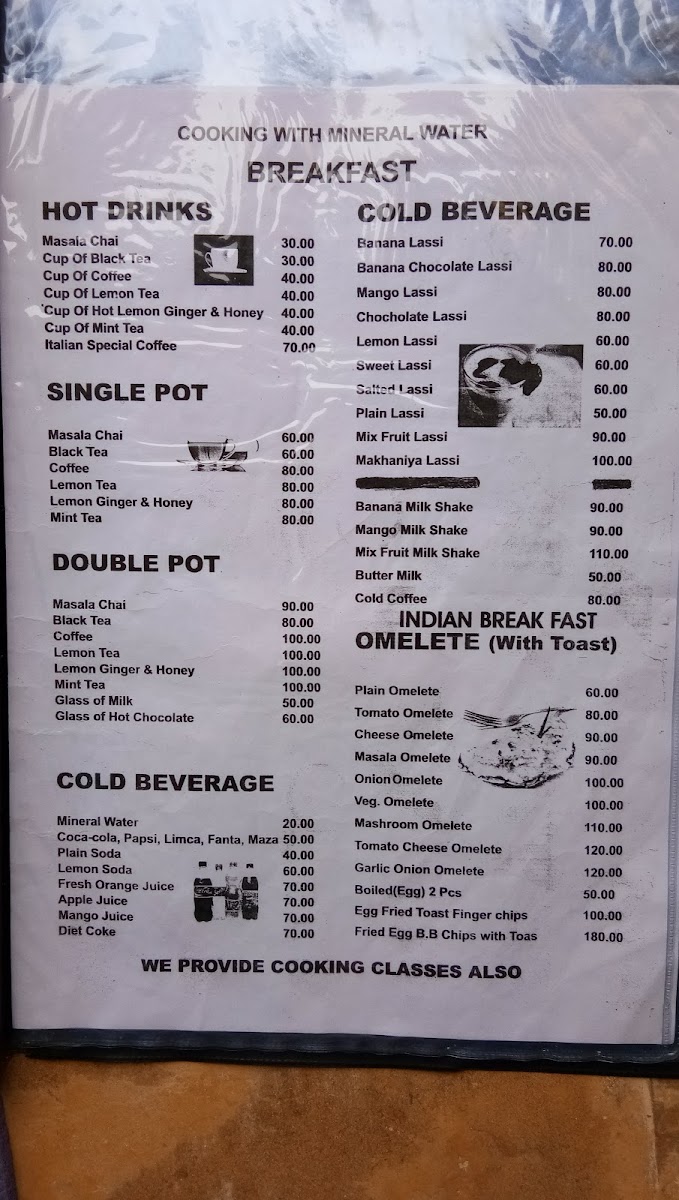 COOKING WITH MINERAL WATER
BREAKFAST
HOT DRINKS
Masala Chai 30.00
Cup Of Black Tea 30.00
Cup Of Coffee 40.00
Cup Of Lemon Tea 40.00
Cup Of Hot Lemon Ginger & Honey 40.00
Cup Of Mint Tea 40.00
Italian Special Coffee 70.00
SINGLE POT
Masala Chai 60.00
Black Tea 60.00
Coffee 80.00
Lemon Tea 80.00
Lemon Ginger & Honey 80.00
Mint Tea 80.00
DOUBLE POT
Masala Chai 90.00
Black Tea 80.00
Coffee 100.00
Lemon Tea 100.00
Lemon Ginger & Honey 100.00
Mint Tea 100.00
Glass of Milk 50.00
Glass of Hot Chocolate 60.00
COLD BEVERAGE
Mineral Water 20.00
Coca-cola, Papsi, Limca, Fanta, Maza 50.00
Plain Soda 40.00
Lemon Soda 60.00
Fresh Orange Juice 70.00
Apple Juice 70.00
Mango Juice 70.00
Diet Coke 70.00
COLD BEVERAGE
Banana Lassi 70.00
Banana Chocolate Lassi 80.00
Mango Lassi 80.00
Chocholate Lassi 80.00
Lemon Lassi 60.00
Sweet Lassi 60.00
Salted Lassi 60.00
Plain Lassi 50.00
Mix Fruit Lassi 90.00
Makhaniya Lassi 100.00
Banana Milk Shake 90.00
Mango Milk Shake 90.00
Mix Fruit Milk Shake 110.00
Butter Milk 50.00
Cold Coffee 80.00
INDIAN BREAK FAST
OMELETE (With Toast)
Plain Omelete 60.00
Tomato Omelete 80.00
Cheese Omelete 90.00
Masala Omelete 90.00
Onion Omelete 100.00
Veg. Omelete 100.00
Mashroom Omelete 110.00
Tomato Cheese Omelete 120.00
Garlic Onion Omelete 120.00
Boiled(Egg) 2 Pcs 50.00
Egg Fried Toast Finger chips 100.00
Fried Egg B.B Chips with Toas 180.00
WE PROVIDE COOKING CLASSES ALSO